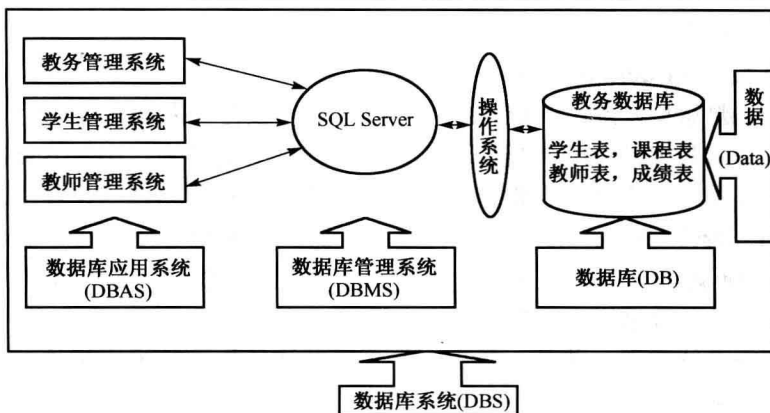 教务管理系统
学生管理系统
教师管理系统
SQL Server
操作系统
教务数据库
学生表，课程表
教师表，成绩表
数据
(Data)
数据库应用系统
(DBAS)
数据库管理系统
(DBMS)
数据库(DB)
数据库系统(DBS)